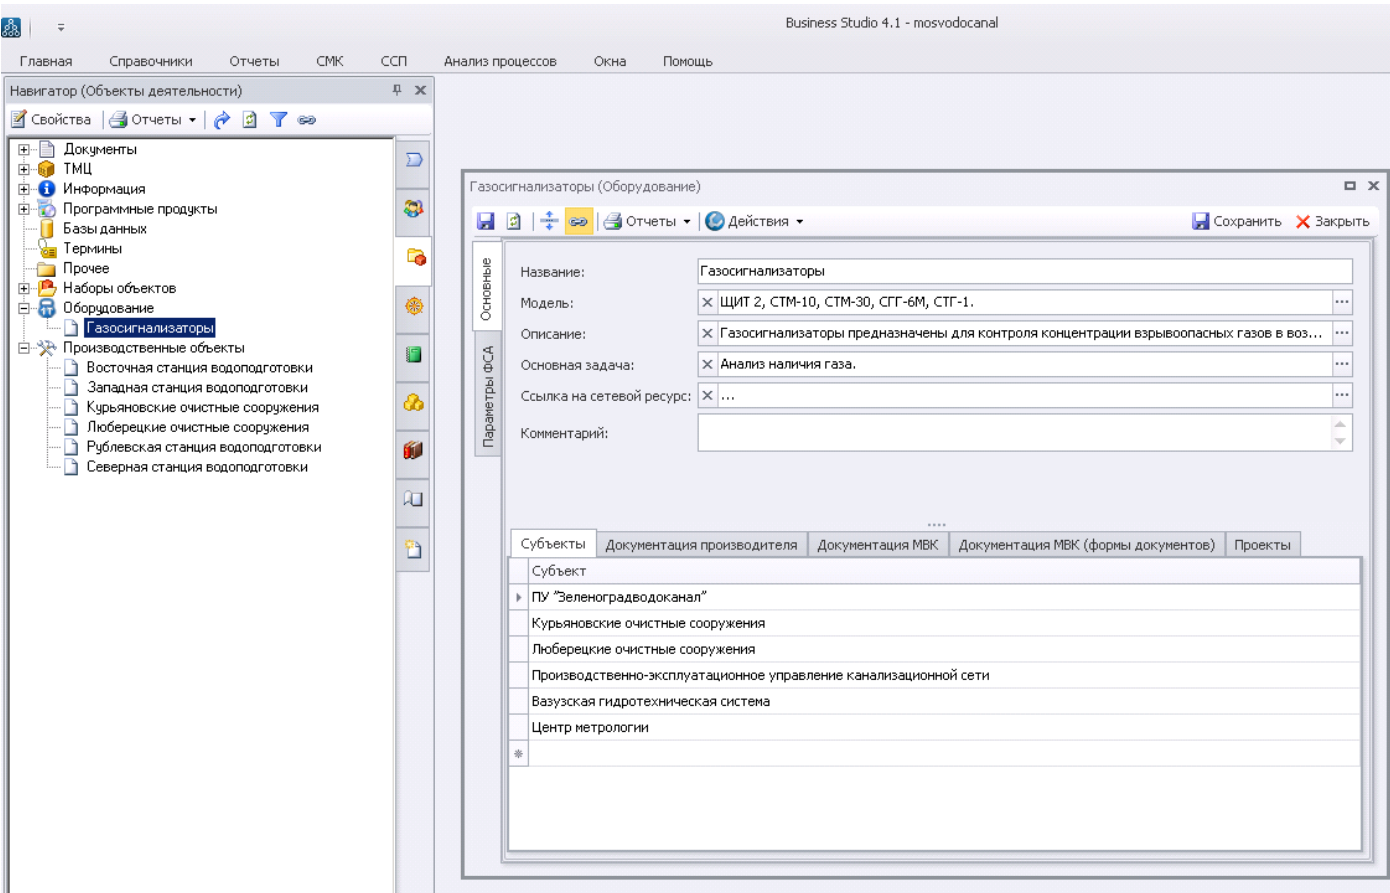 Business Studio 4.1 - mosvodocanal
Главная Справочники Отчеты СМК ССП Анализ процессов Окна Помощь
Навигатор (Объекты деятельности)
Свойства Отчеты
Документы
ТМЦ
Информация
Программные продукты
Базы данных
Термины
Прочее
Наборы объектов
Оборудование
Газосигнализаторы
Производственные объекты
Восточная станция водоподготовки
Западная станция водоподготовки
Курьяновские очистные сооружения
Люберецкие очистные сооружения
Рублевская станция водоподготовки
Северная станция водоподготовки
Газосигнализаторы (Оборудование)
Отчеты Действия Сохранить Закрыть
Основные
Параметры ФСА
Название: Газосигнализаторы
Модель: ЩИТ 2, СТМ-10, СТМ-30, СГГ-6М, СТГ-1.
Описание: Газосигнализаторы предназначены для контроля концентрации взрывоопасных газов в воз...
Основная задача: Анализ наличия газа.
Ссылка на сетевой ресурс: ...
Комментарий:
Субъекты Документация производителя Документация МВК Документация МВК (формы документов) Проекты
Субъект
ПУ "Зеленоградводоканал"
Курьяновские очистные сооружения
Люберецкие очистные сооружения
Производственно-эксплуатационное управление канализационной сети
Вазузская гидротехническая система
Центр метрологии